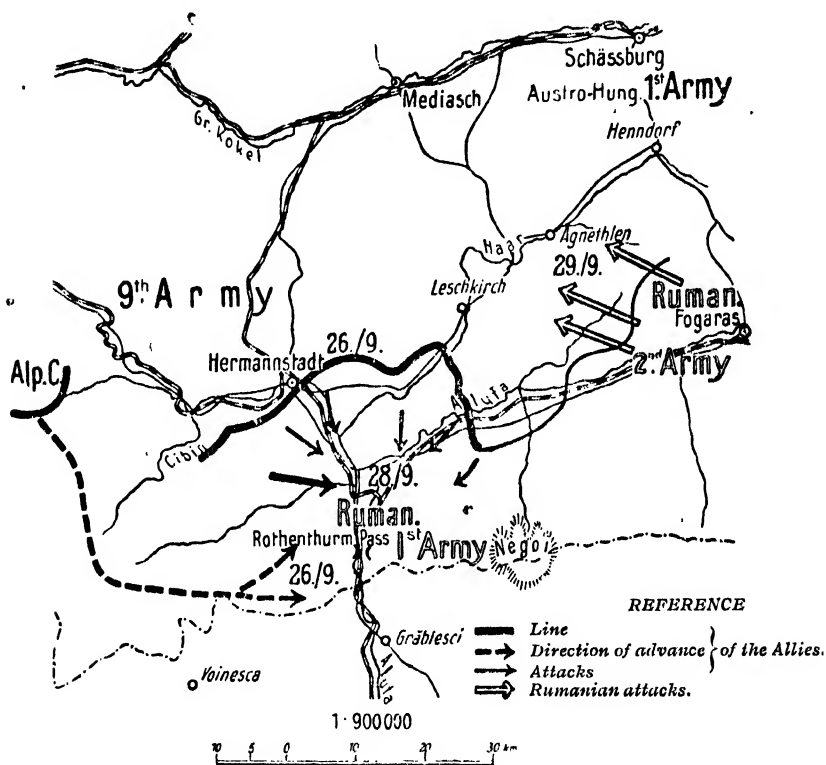 Schässburg
Austro-Hung. 1st Army
Mediasch
Gr. Kokel
Henndorf
Agnethlen
Haar
29./9.
9th Army
Leschkirch
Ruman.
Fogaras
2nd Army
26./9.
Hermannstadt
Alp.C.
Aluta
Cibin
28./9.
Ruman.
1st Army
Rothenthurm Pass
Negoi
26./9.
REFERENCE
Line
Direction of advance } of the Allies.
Attacks
Rumanian attacks.
Gräblesci
Aluta
Voinesca
1·900000
10 5 0 10 20 30 km